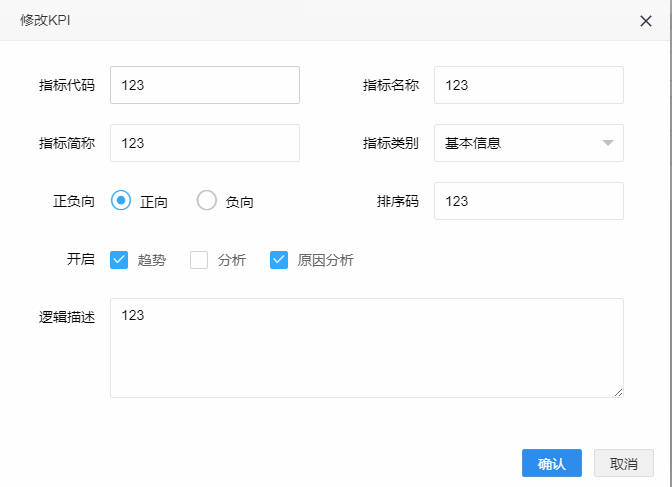 修改KPI
指标代码 123 指标名称 123
指标简称 123 指标类别 基本信息
正负向 正向 负向 排序码 123
开启 趋势 分析 原因分析
逻辑描述 123
确认 取消